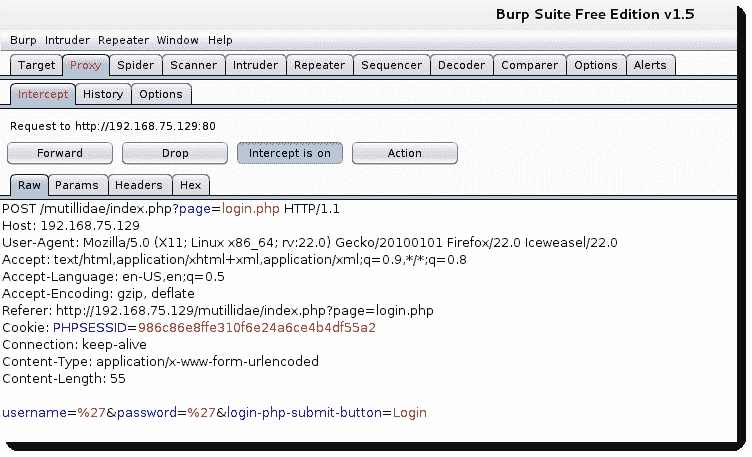 Burp Suite Free Edition v1.5
Burp Intruder Repeater Window Help
Target Proxy Spider Scanner Intruder Repeater Sequencer Decoder Comparer Options Alerts
Intercept History Options
Request to http://192.168.75.129:80
Forward Drop Intercept is on Action
Raw Params Headers Hex
POST /mutillidae/index.php?page=login.php HTTP/1.1
Host: 192.168.75.129
User-Agent: Mozilla/5.0 (X11; Linux x86_64; rv:22.0) Gecko/20100101 Firefox/22.0 Iceweasel/22.0
Accept: text/html,application/xhtml+xml,application/xml;q=0.9,*/*;q=0.8
Accept-Language: en-US,en;q=0.5
Accept-Encoding: gzip, deflate
Referer: http://192.168.75.129/mutillidae/index.php?page=login.php
Cookie: PHPSESSID=986c86e8ffe310f6e24a6ce4b4df55a2
Connection: keep-alive
Content-Type: application/x-www-form-urlencoded
Content-Length: 55
username=%27&password=%27&login-php-submit-button=Login